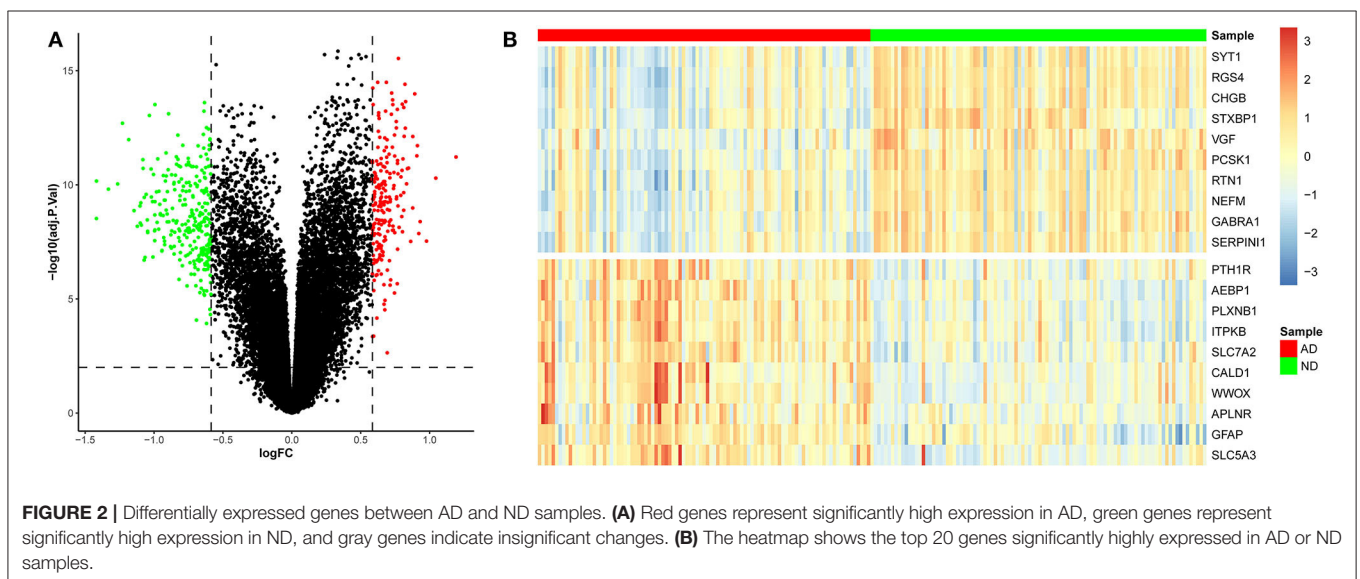 A
15
10
5
0
−log10(adj.P.Val)
−1.5
−1.0
−0.5
0.0
0.5
1.0
logFC
B
Sample
SYT1
RGS4
CHGB
STXBP1
VGF
PCSK1
RTN1
NEFM
GABRA1
SERPINI1
PTH1R
AEBP1
PLXNB1
ITPKB
SLC7A2
CALD1
WWOX
APLNR
GFAP
SLC5A3
3
2
1
0
−1
−2
−3
Sample
AD
ND
FIGURE 2 | Differentially expressed genes between AD and ND samples. (A) Red genes represent significantly high expression in AD, green genes represent
significantly high expression in ND, and gray genes indicate insignificant changes. (B) The heatmap shows the top 20 genes significantly highly expressed in AD or ND
samples.